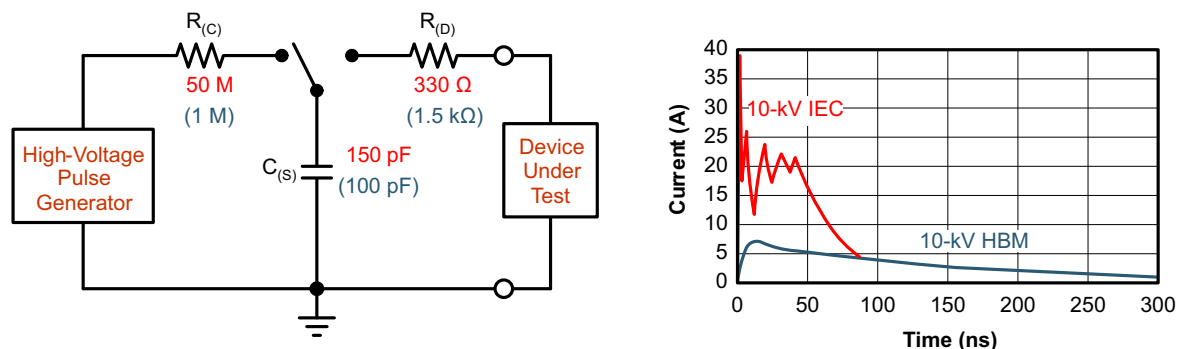 R(C)
50 M
(1 M)
R(D)
330 Ω
(1.5 kΩ)
High-Voltage
Pulse
Generator
C(S)
150 pF
(100 pF)
Device
Under
Test
Current (A)
40
35
30
25
20
15
10
5
0
10-kV IEC
10-kV HBM
0
50
100
150
200
250
300
Time (ns)